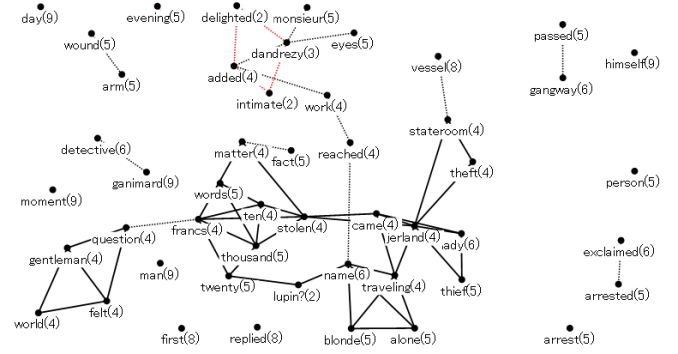 day(9)
evening(5)
delighted(2)
monsieur(5)
passed(5)
wound(5)
dandrezy(3)
eyes(5)
himself(9)
vessel(8)
added(4)
arm(5)
gangway(6)
intimate(2)
work(4)
stateroom(4)
detective(6)
matter(4)
fact(5)
reached(4)
theft(4)
ganimard(9)
person(5)
moment(9)
words(5)
ten(4)
francs(4)
stolen(4)
came(4)
question(4)
jerland(4)
ady(6)
gentleman(4)
thousand(5)
exclaimed(6)
man(9)
twenty(5)
name(6)
lupin?(2)
traveling(4)
thief(5)
arrested(5)
world(4)
felt(4)
first(8)
replied(8)
blonde(5)
alone(5)
arrest(5)